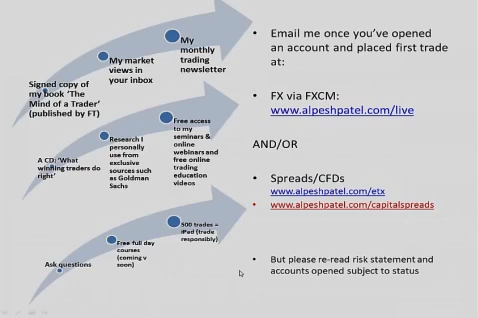 My
monthly
trading
newsletter
My market
views in
your inbox
Signed copy of
my book 'The
Mind of a Trader'
(published by FT)
Free access
to my
seminars &
online
webinars and
free online
trading
education
videos
Research I
personally
use from
exclusive
sources such
as Goldman
Sachs
A CD; 'What
winning traders do
right'
500 trades =
iPad (trade
responsibly)
Free full day
courses
(coming v
soon)
Ask questions
• Email me once you've opened
an account and placed first trade
at:
• FX via FXCM:
www.alpeshpatel.com/live
AND/OR
• Spreads/CFDs
www.alpeshpatel.com/etx
• www.alpeshpatel.com/capitalspreads
• But please re-read risk statement and
accounts opened subject to status